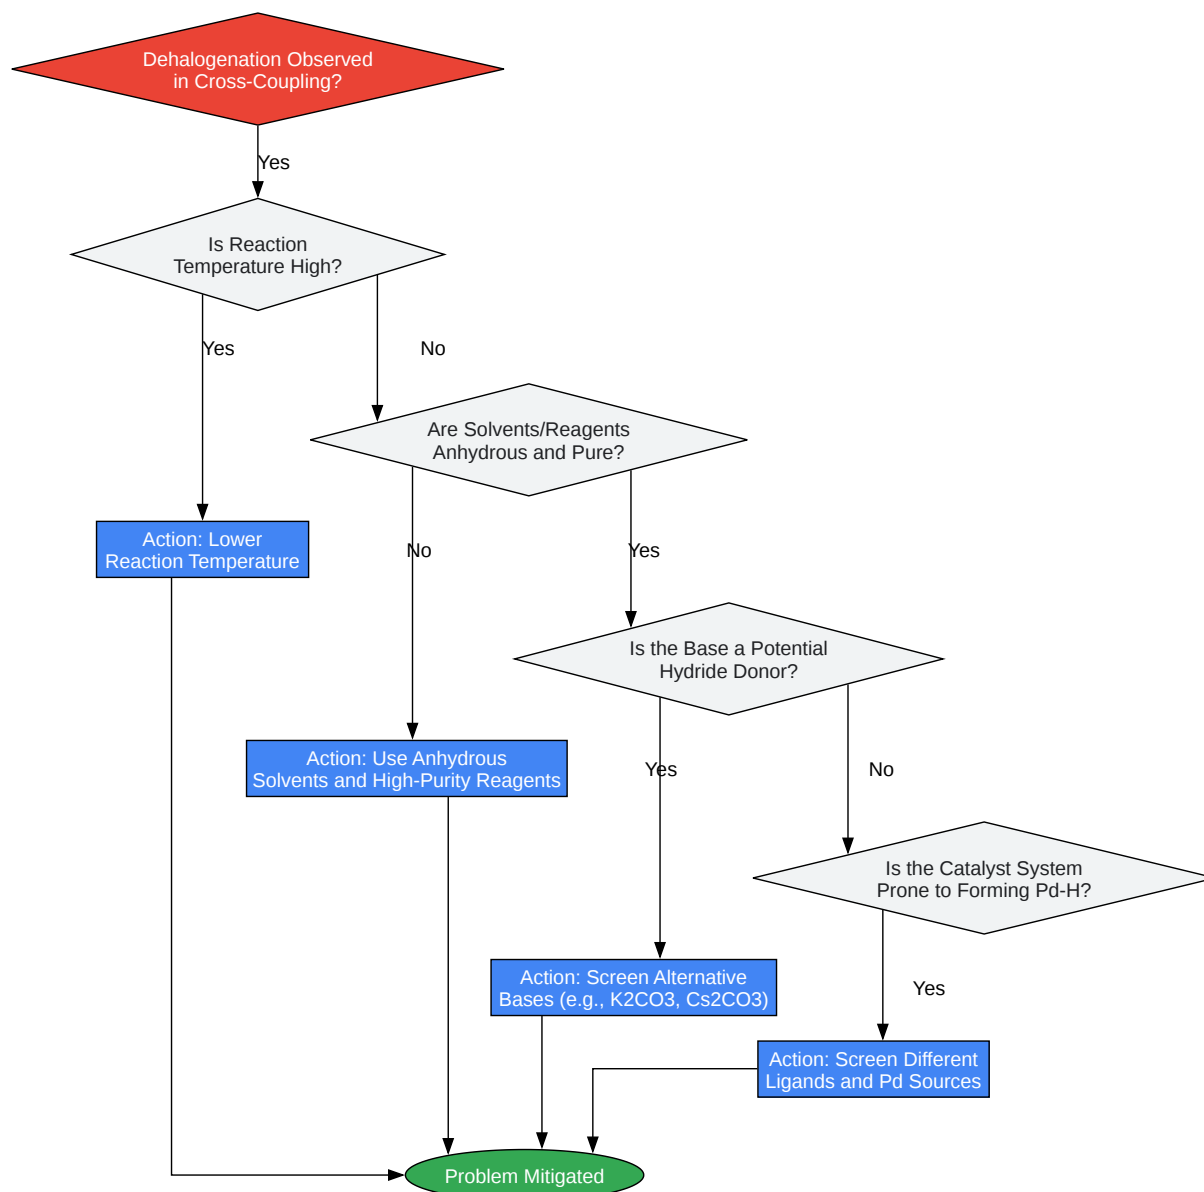 Dehalogenation Observed
in Cross-Coupling?
Yes
Is Reaction
Temperature High?
Yes
No
Are Solvents/Reagents
Anhydrous and Pure?
Action: Lower
Reaction Temperature
No
Yes
Is the Base a Potential
Hydride Donor?
Action: Use Anhydrous
Solvents and High-Purity Reagents
Yes
No
Is the Catalyst System
Prone to Forming Pd-H?
Action: Screen Alternative
Bases (e.g., K2CO3, Cs2CO3)
Yes
Action: Screen Different
Ligands and Pd Sources
Problem Mitigated